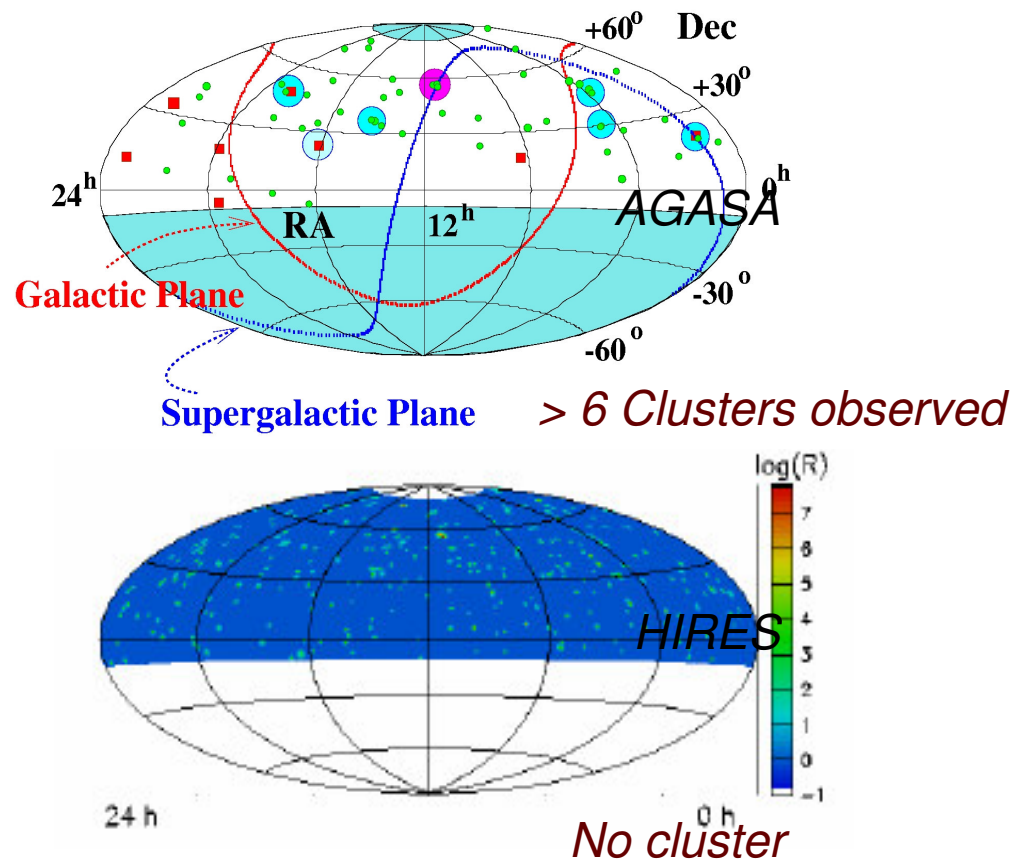 +60° Dec
+30°
24h
0h
AGASA
RA
12h
Galactic Plane
-30°
-60°
Supergalactic Plane
> 6 Clusters observed
log(R)
7
6
5
4
3
2
1
0
-1
HIRES
24 h
0 h
No cluster